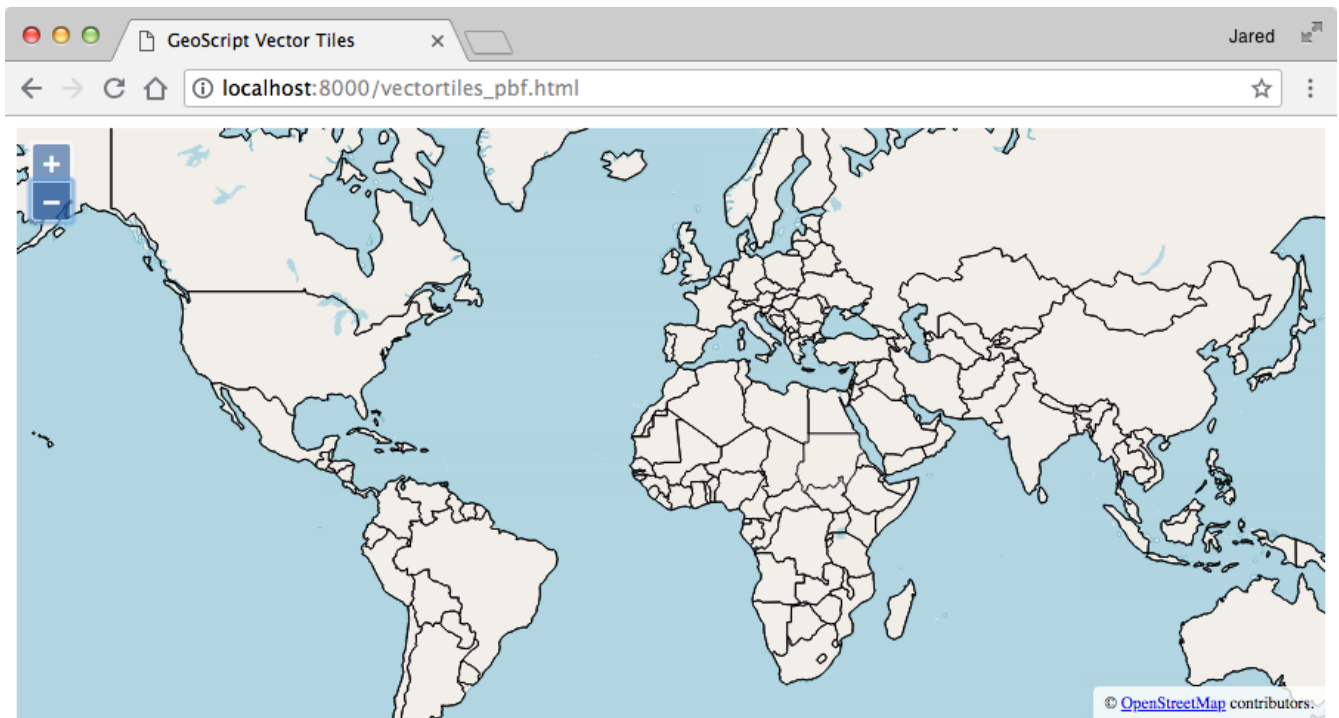 GeoScript Vector Tiles
Jared
localhost:8000/vectortiles_pbf.html
+
−
© OpenStreetMap contributors.